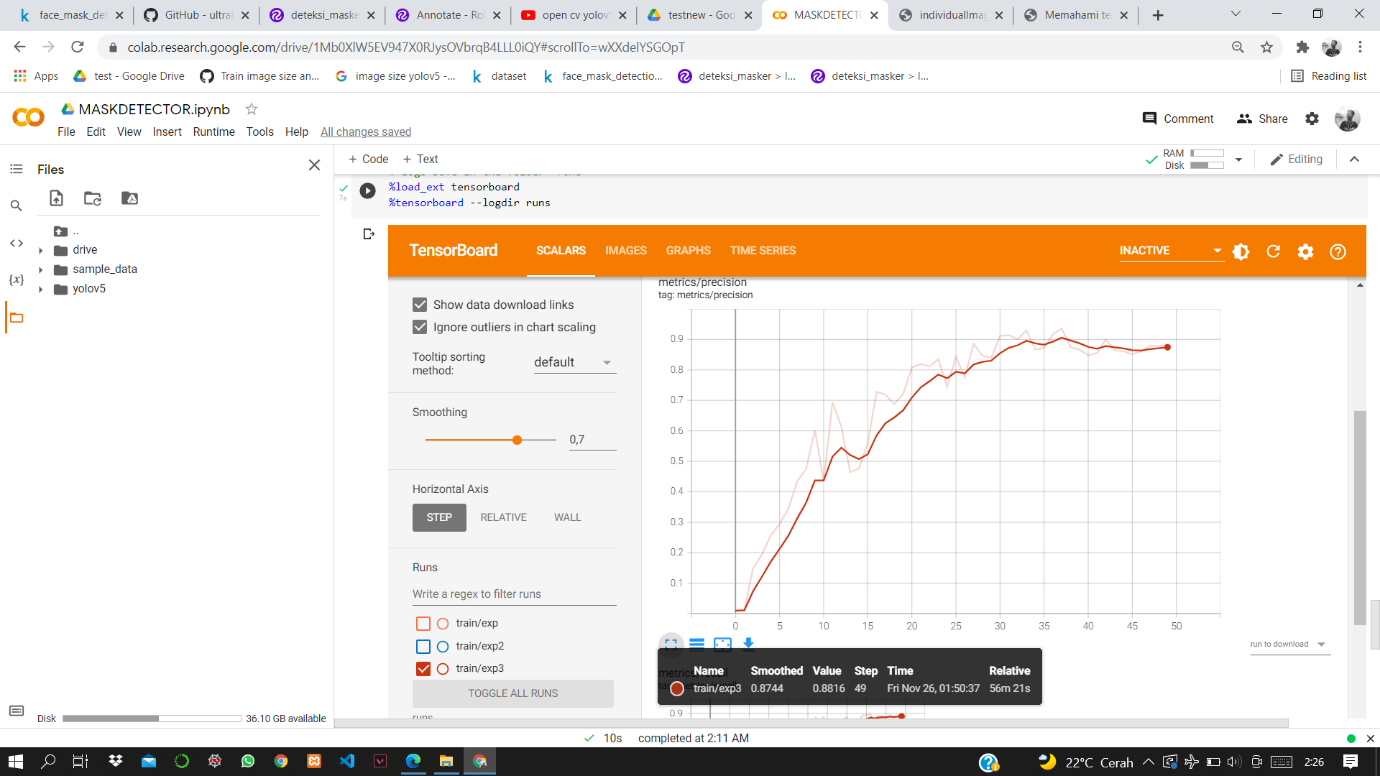 face_mask_de
GitHub - ultral
deteksi_maske
Annotate - Ro
open cv yolov
testnew - Goo
MASKDETECTO
individualImag
Memahami te
colab.research.google.com/drive/1Mb0XlW5EV947X0RJysOVbrqB4LLL0iQY#scrollTo=wXXdelYSGOpT
Apps
test - Google Drive
Train image size an...
image size yolov5 -...
dataset
face_mask_detectio...
deteksi_masker > I...
deteksi_masker > I...
Reading list
MASKDETECTOR.ipynb
File Edit View Insert Runtime Tools Help All changes saved
Comment
Share
Files
+ Code + Text
RAM
Disk
Editing
..
drive
sample_data
yolov5
7s
%load_ext tensorboard
%tensorboard --logdir runs
TensorBoard
SCALARS IMAGES GRAPHS TIME SERIES
INACTIVE
Show data download links
Ignore outliers in chart scaling
Tooltip sorting
method:
default
Smoothing
0,7
Horizontal Axis
STEP RELATIVE WALL
Runs
Write a regex to filter runs
train/exp
train/exp2
train/exp3
TOGGLE ALL RUNS
runs
metrics/precision
tag: metrics/precision
0.9
0.8
0.7
0.6
0.5
0.4
0.3
0.2
0.1
0 5 10 15 20 25 30 35 40 45 50
run to download
Name Smoothed Value Step Time Relative
train/exp3 0.8744 0.8816 49 Fri Nov 26, 01:50:37 56m 21s
0.9
Disk
36.10 GB available
10s completed at 2:11 AM
22°C Cerah
2:26